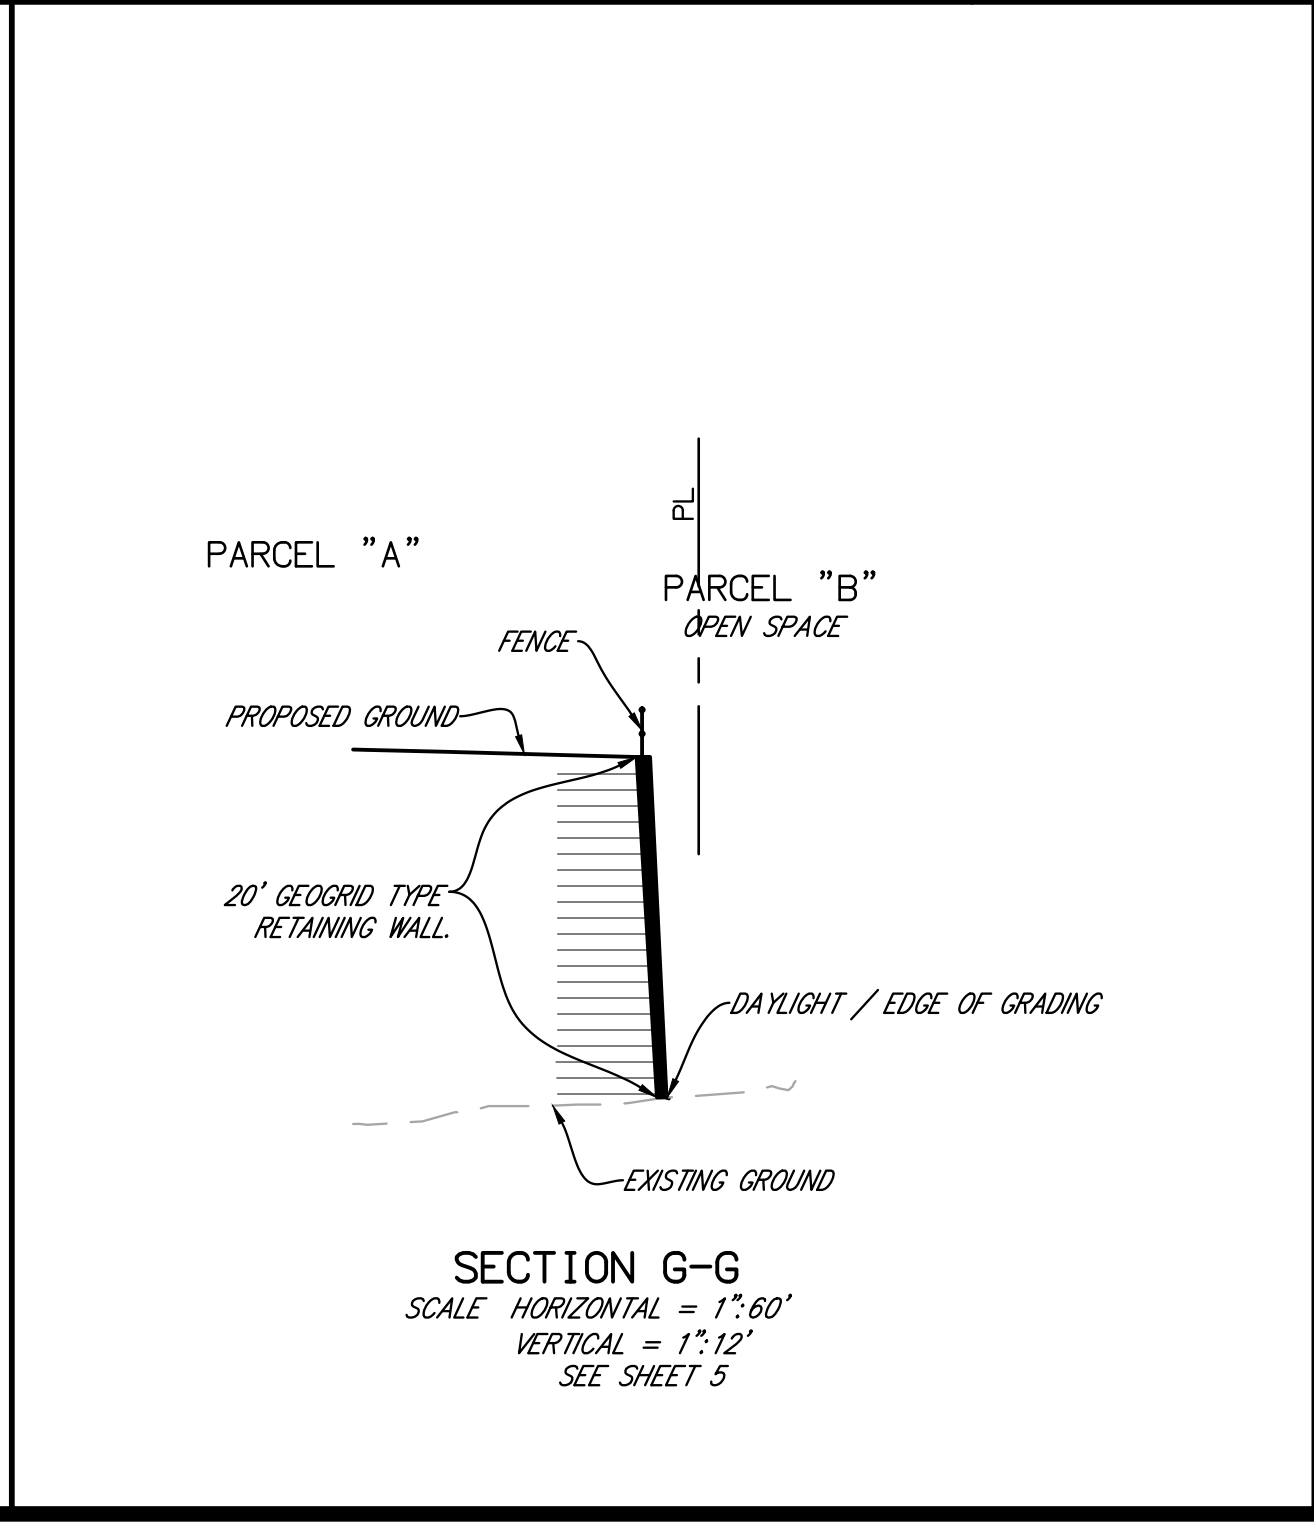 PL
PARCEL "A"
PARCEL "B"
OPEN SPACE
FENCE
PROPOSED GROUND
20' GEOGRID TYPE
RETAINING WALL.
DAYLIGHT / EDGE OF GRADING
EXISTING GROUND
SECTION G-G
SCALE HORIZONTAL = 1":60'
VERTICAL = 1":12'
SEE SHEET 5